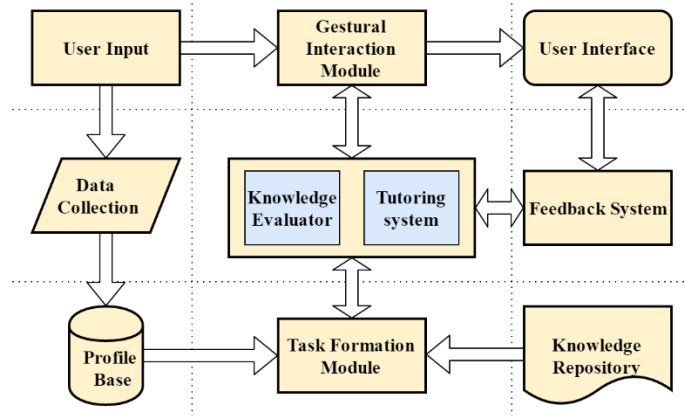 User Input
Gestural
Interaction
Module
User Interface
Data
Collection
Knowledge
Evaluator
Tutoring
system
Feedback System
Profile
Base
Task Formation
Module
Knowledge
Repository